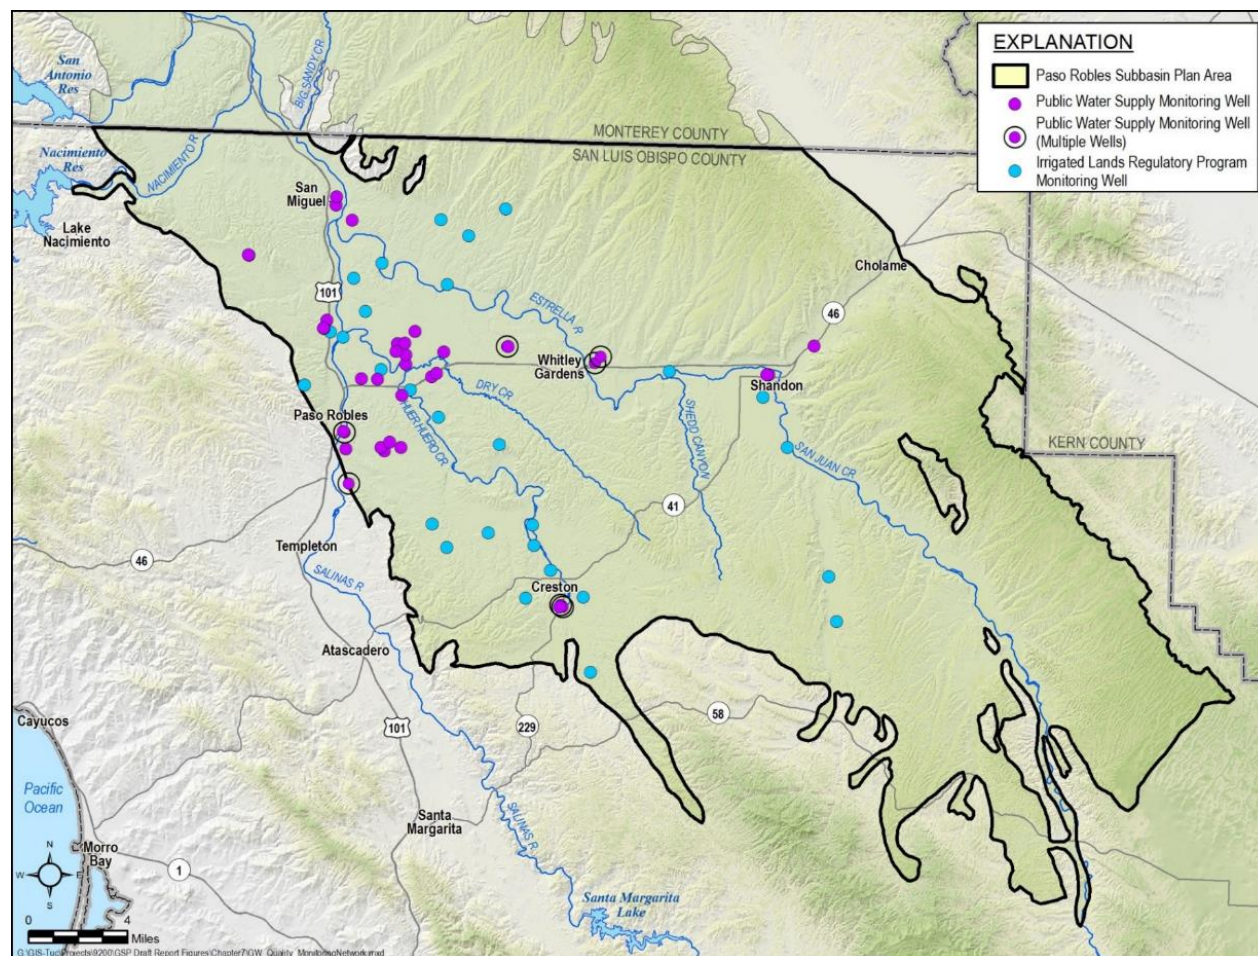 EXPLANATION
Paso Robles Subbasin Plan Area
Public Water Supply Monitoring Well
Public Water Supply Monitoring Well
(Multiple Wells)
Irrigated Lands Regulatory Program
Monitoring Well
San
Antonio
Res
BIG SANDY CR
MONTEREY COUNTY
SAN LUIS OBISPO COUNTY
Nacimiento
Res
NACIMIENTO R
San
Miguel
Lake
Nacimiento
Cholame
101
ESTRELLA R
46
Whitley
Gardens
Shandon
DRY CR
Paso Robles
HUER HUERO CR
SHEDD CANYON
KERN COUNTY
SAN JUAN CR
41
Templeton
46
SALINAS R
Creston
Atascadero
58
Cayucos
101
229
Pacific
Ocean
Santa
Margarita
SALINAS R
Morro
Bay
N
W
E
S
1
Santa Margarita
Lake
0
4
Miles